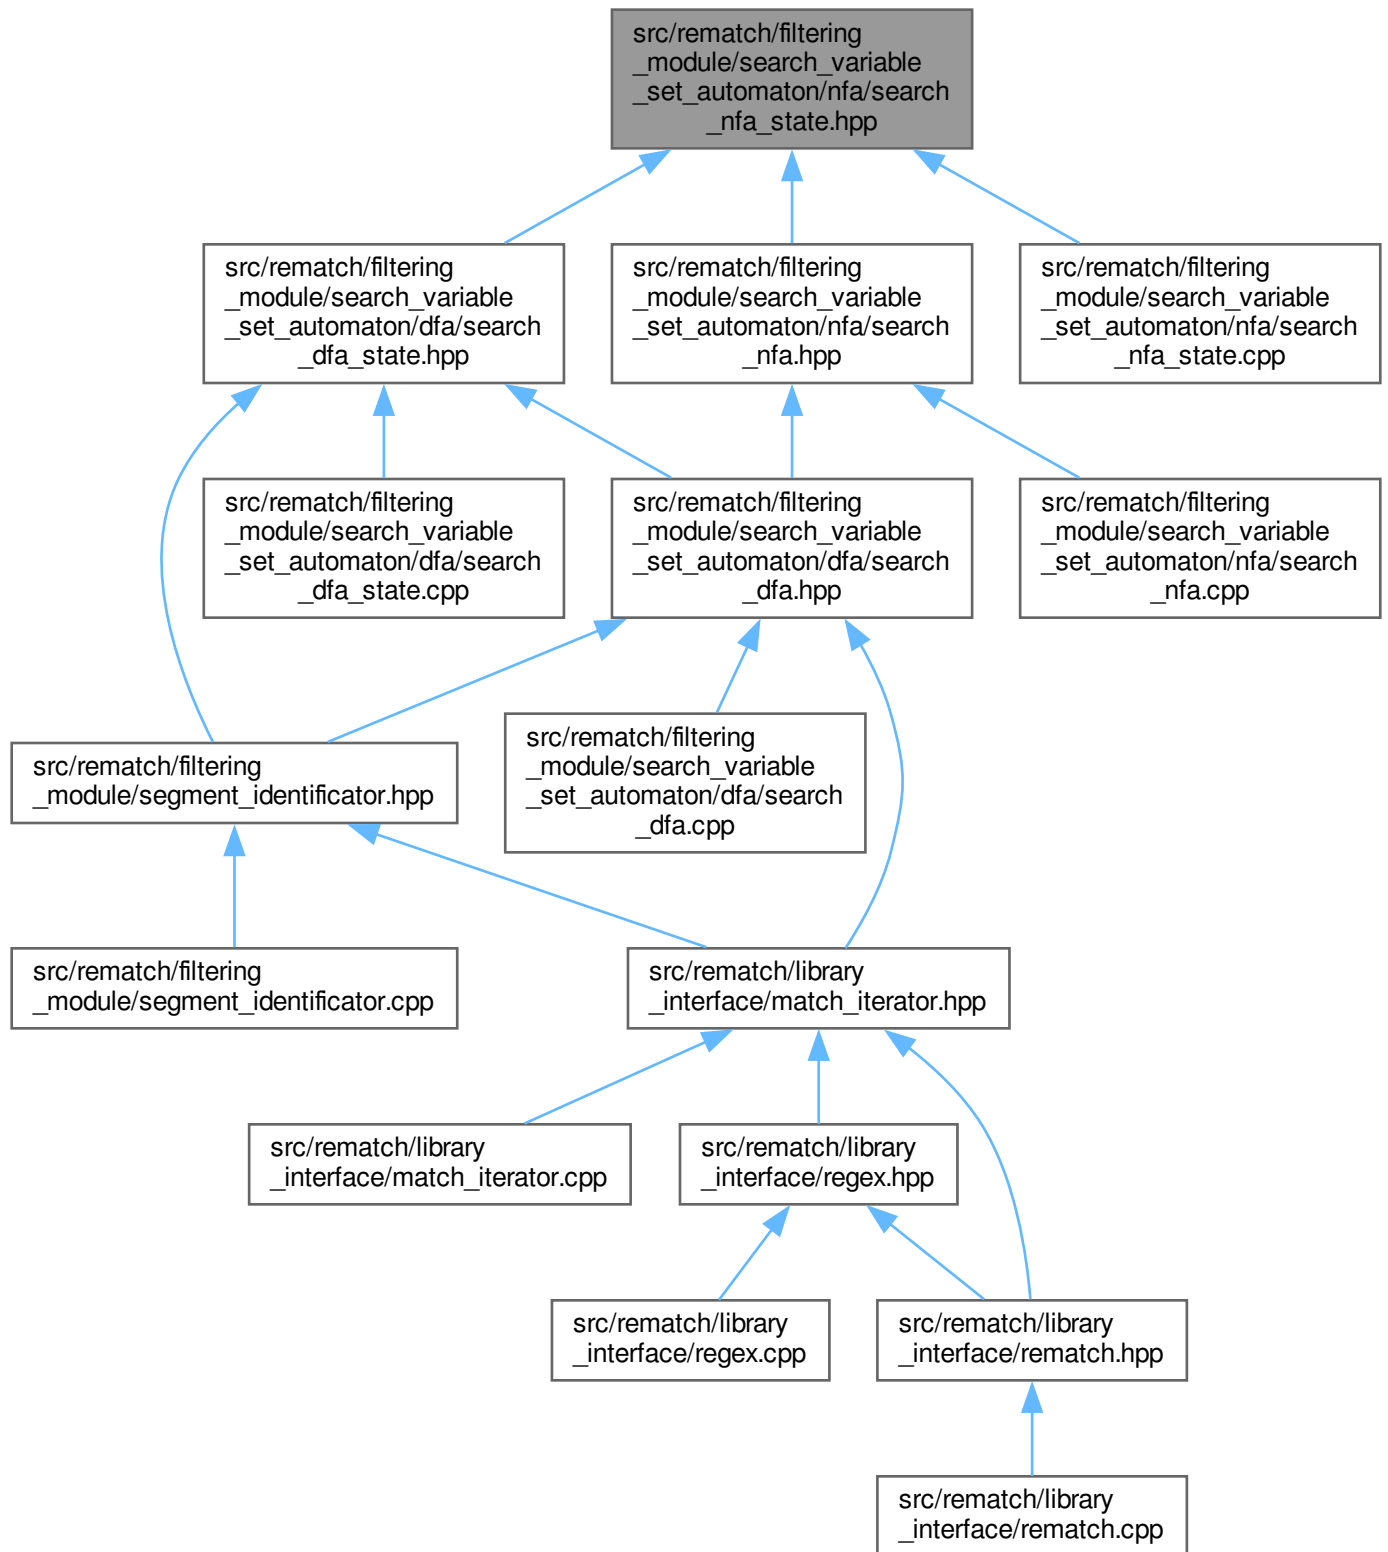 src/rematch/filtering
_module/search_variable
_set_automaton/nfa/search
_nfa_state.hpp
src/rematch/filtering
_module/search_variable
_set_automaton/dfa/search
_dfa_state.hpp
src/rematch/filtering
_module/search_variable
_set_automaton/nfa/search
_nfa.hpp
src/rematch/filtering
_module/search_variable
_set_automaton/nfa/search
_nfa_state.cpp
src/rematch/filtering
_module/search_variable
_set_automaton/dfa/search
_dfa_state.cpp
src/rematch/filtering
_module/search_variable
_set_automaton/dfa/search
_dfa.hpp
src/rematch/filtering
_module/search_variable
_set_automaton/nfa/search
_nfa.cpp
src/rematch/filtering
_module/segment_identificator.hpp
src/rematch/filtering
_module/search_variable
_set_automaton/dfa/search
_dfa.cpp
src/rematch/filtering
_module/segment_identificator.cpp
src/rematch/library
_interface/match_iterator.hpp
src/rematch/library
_interface/match_iterator.cpp
src/rematch/library
_interface/regex.hpp
src/rematch/library
_interface/regex.cpp
src/rematch/library
_interface/rematch.hpp
src/rematch/library
_interface/rematch.cpp